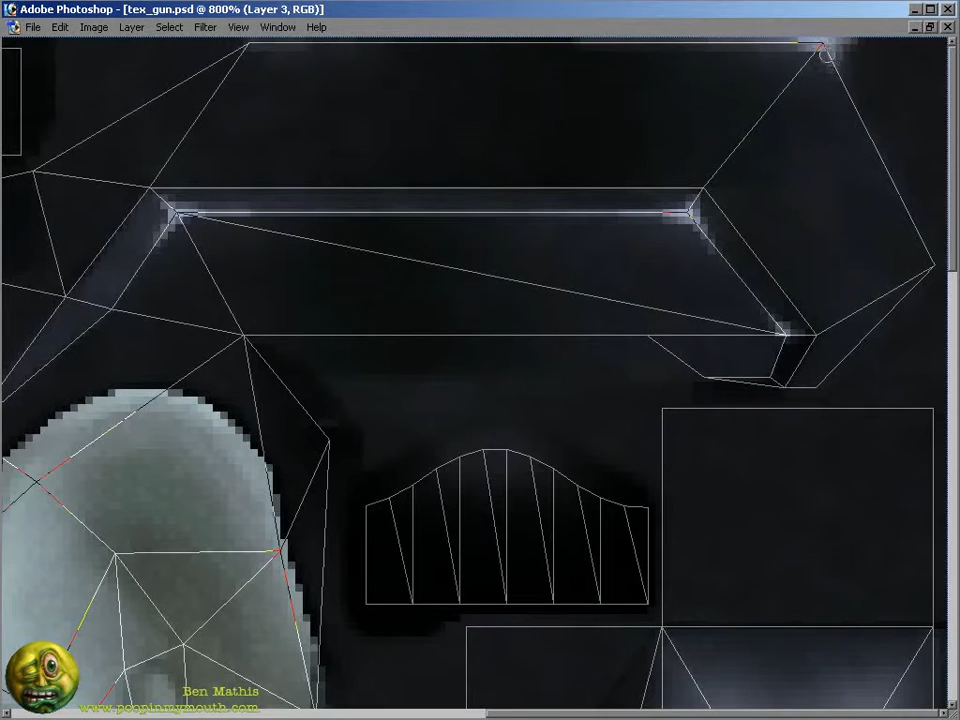 Adobe Photoshop - [tex_gun.psd @ 800% (Layer 3, RGB)]
File Edit Image Layer Select Filter View Window Help
Ben Mathis
www.poopinmymouth.com